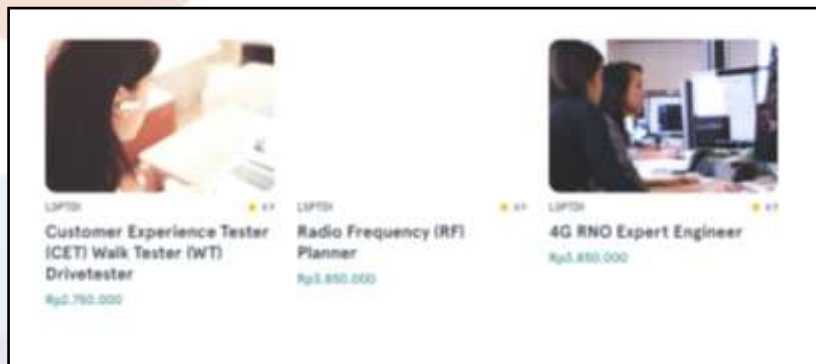 LSPTDI
Customer Experience Tester
(CET) Walk Tester (WT)
Drivetester
Rp2.750.000
LSPTDI
Radio Frequency (RF)
Planner
Rp3.850.000
LSPTDI
4G RNO Expert Engineer
Rp3.850.000